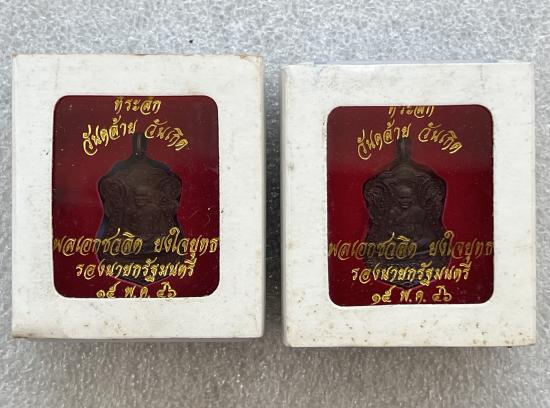 ที่ระลึก
วันคล้าย วันเกิด
พลเอกชวลิต ยงใจยุทธ
รองนายกรัฐมนตรี
๑๕ พ.ค. ๔๖
ที่ระลึก
วันคล้าย วันเกิด
พลเอกชวลิต ยงใจยุทธ
รองนายกรัฐมนตรี
๑๕ พ.ค. ๔๖